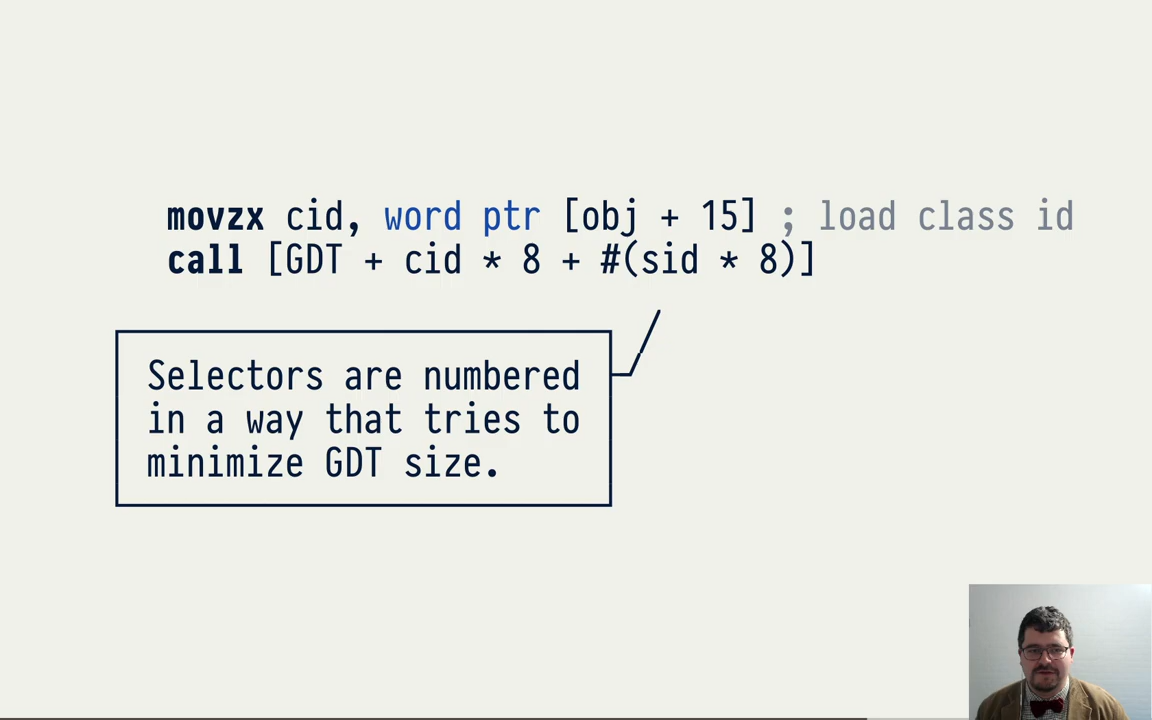 movzx cid, word ptr [obj + 15] ; load class id
call [GDT + cid * 8 + #(sid * 8)]
Selectors are numbered
in a way that tries to
minimize GDT size.